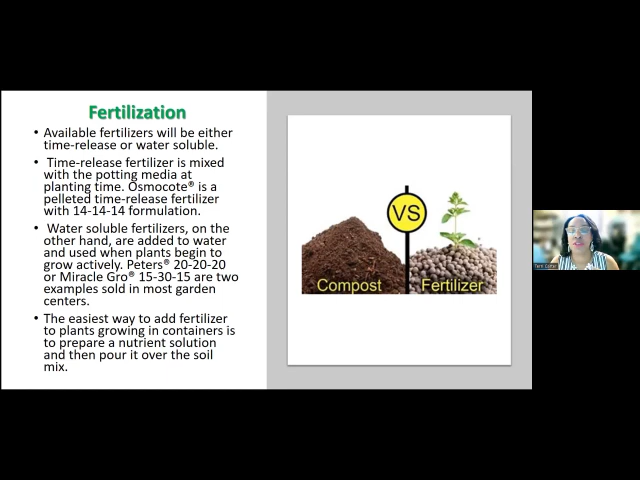 Fertilization
• Available fertilizers will be either
time-release or water soluble.
• Time-release fertilizer is mixed
with the potting media at
planting time. Osmocote® is a
pelleted time-release fertilizer
with 14-14-14 formulation.
• Water soluble fertilizers, on the
other hand, are added to water
and used when plants begin to
grow actively. Peters® 20-20-20
or Miracle Gro® 15-30-15 are two
examples sold in most garden
centers.
• The easiest way to add fertilizer
to plants growing in containers is
to prepare a nutrient solution
and then pour it over the soil
mix.
VS
Compost
Fertilizer